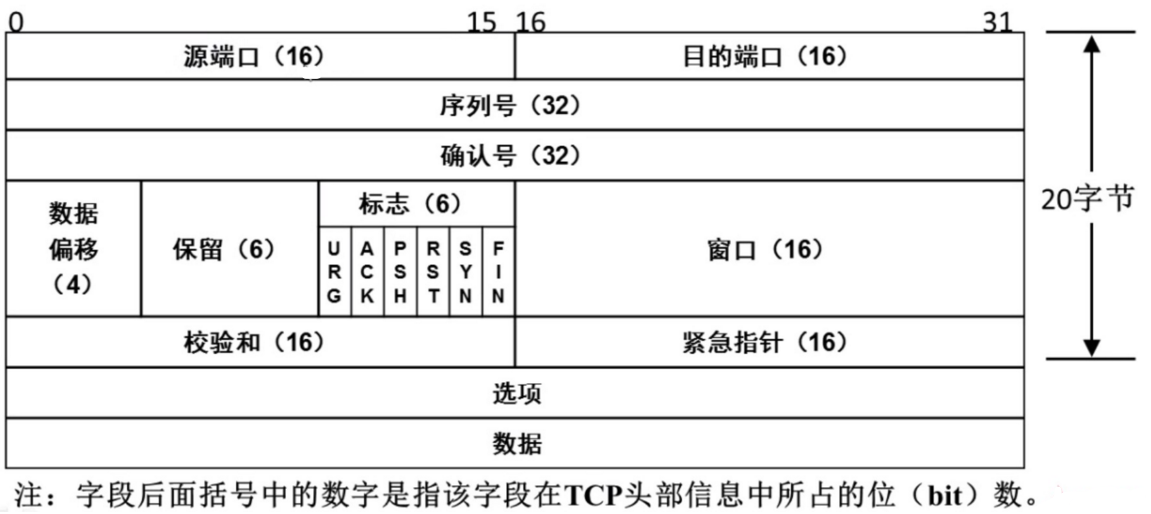 0 15 16 31
源端口（16） 目的端口（16）
序列号（32）
确认号（32）
数据偏移（4） 保留（6） 标志（6） URG ACK PSH RST SYN FIN 窗口（16）
20字节
校验和（16） 紧急指针（16）
选项
数据
注：字段后面括号中的数字是指该字段在TCP头部信息中所占的位（bit）数。